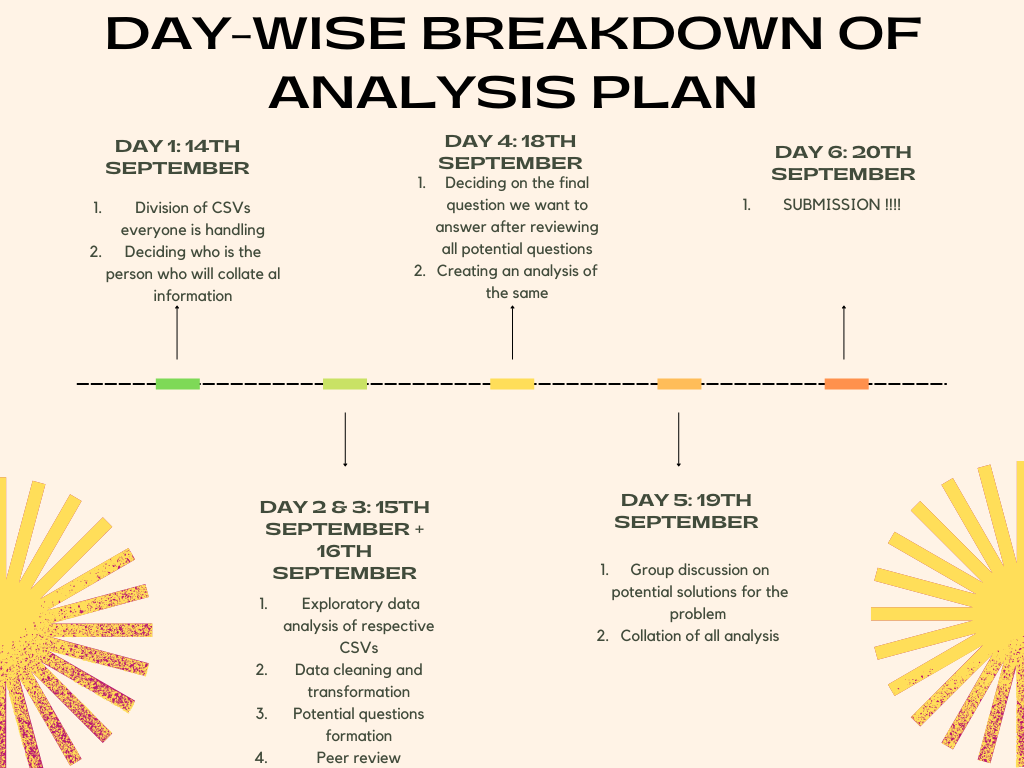 DAY-WISE BREAKDOWN OF
ANALYSIS PLAN
DAY 1: 14TH
SEPTEMBER
1. Division of CSVs
everyone is handling
2. Deciding who is the
person who will collate al
information
DAY 4: 18TH
SEPTEMBER
1. Deciding on the final
question we want to
answer after reviewing
all potential questions
2. Creating an analysis of
the same
DAY 6: 20TH
SEPTEMBER
1. SUBMISSION !!!!
DAY 2 & 3: 15TH
SEPTEMBER +
16TH
SEPTEMBER
1. Exploratory data
analysis of respective
CSVs
2. Data cleaning and
transformation
3. Potential questions
formation
4. Peer review
DAY 5: 19TH
SEPTEMBER
1. Group discussion on
potential solutions for the
problem
2. Collation of all analysis